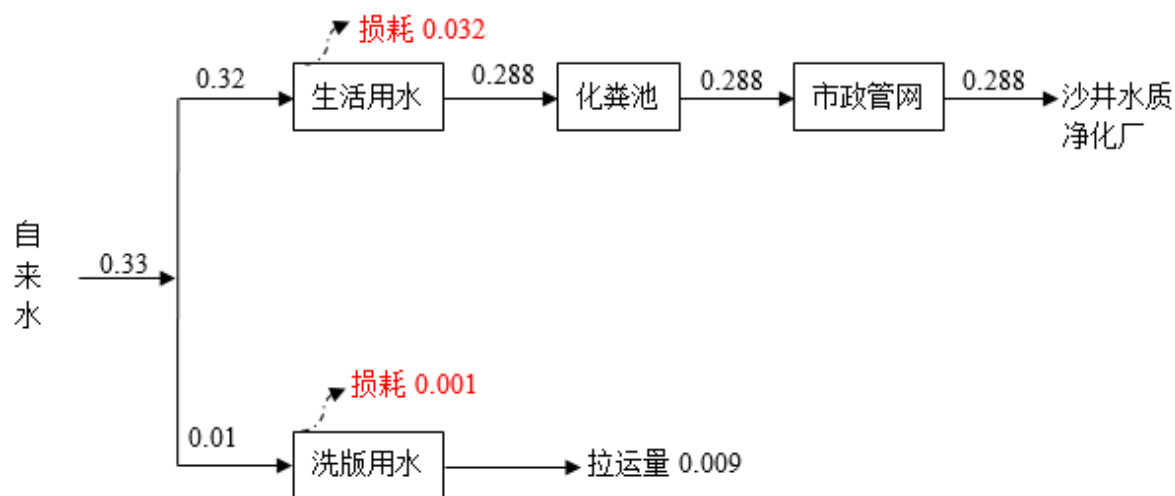 损耗 0.032
0.32
生活用水
0.288
化粪池
0.288
市政管网
0.288
沙井水质
净化厂
自
来
水
0.33
损耗 0.001
0.01
洗版用水
拉运量 0.009